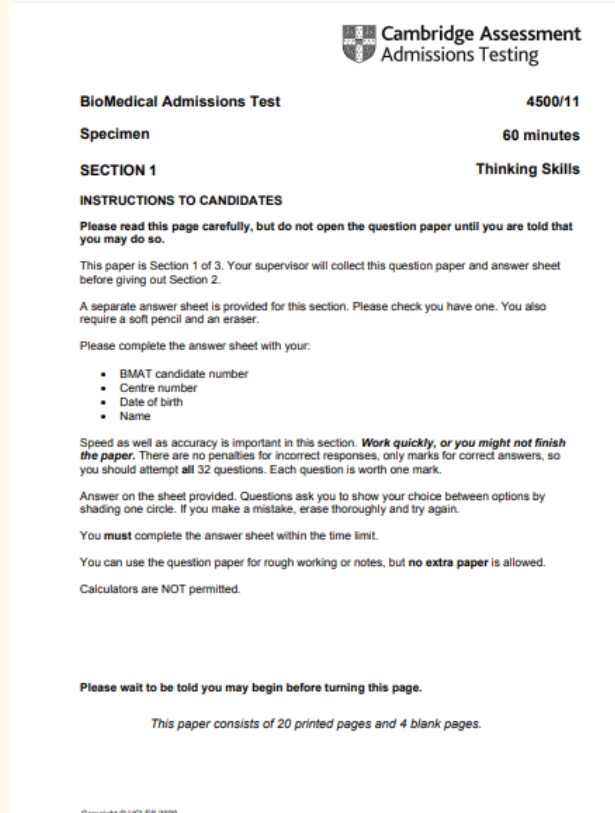 Cambridge Assessment
Admissions Testing
BioMedical Admissions Test 4500/11
Specimen 60 minutes
SECTION 1 Thinking Skills
INSTRUCTIONS TO CANDIDATES
Please read this page carefully, but do not open the question paper until you are told that
you may do so.
This paper is Section 1 of 3. Your supervisor will collect this question paper and answer sheet
before giving out Section 2.
A separate answer sheet is provided for this section. Please check you have one. You also
require a soft pencil and an eraser.
Please complete the answer sheet with your:
• BMAT candidate number
• Centre number
• Date of birth
• Name
Speed as well as accuracy is important in this section. Work quickly, or you might not finish
the paper. There are no penalties for incorrect responses, only marks for correct answers, so
you should attempt all 32 questions. Each question is worth one mark.
Answer on the sheet provided. Questions ask you to show your choice between options by
shading one circle. If you make a mistake, erase thoroughly and try again.
You must complete the answer sheet within the time limit.
You can use the question paper for rough working or notes, but no extra paper is allowed.
Calculators are NOT permitted.
Please wait to be told you may begin before turning this page.
This paper consists of 20 printed pages and 4 blank pages.